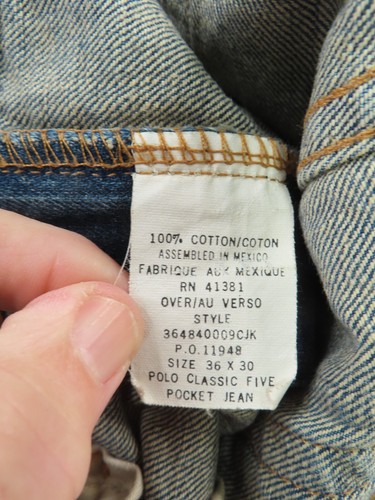 100% COTTON/COTON
ASSEMBLED IN MEXICO
FABRIQUE AUX MEXIQUE
RN 41381
OVER/AU VERSO
STYLE
364840009CJK
P.O.11948
SIZE 36 X 30
POLO CLASSIC FIVE
POCKET JEAN